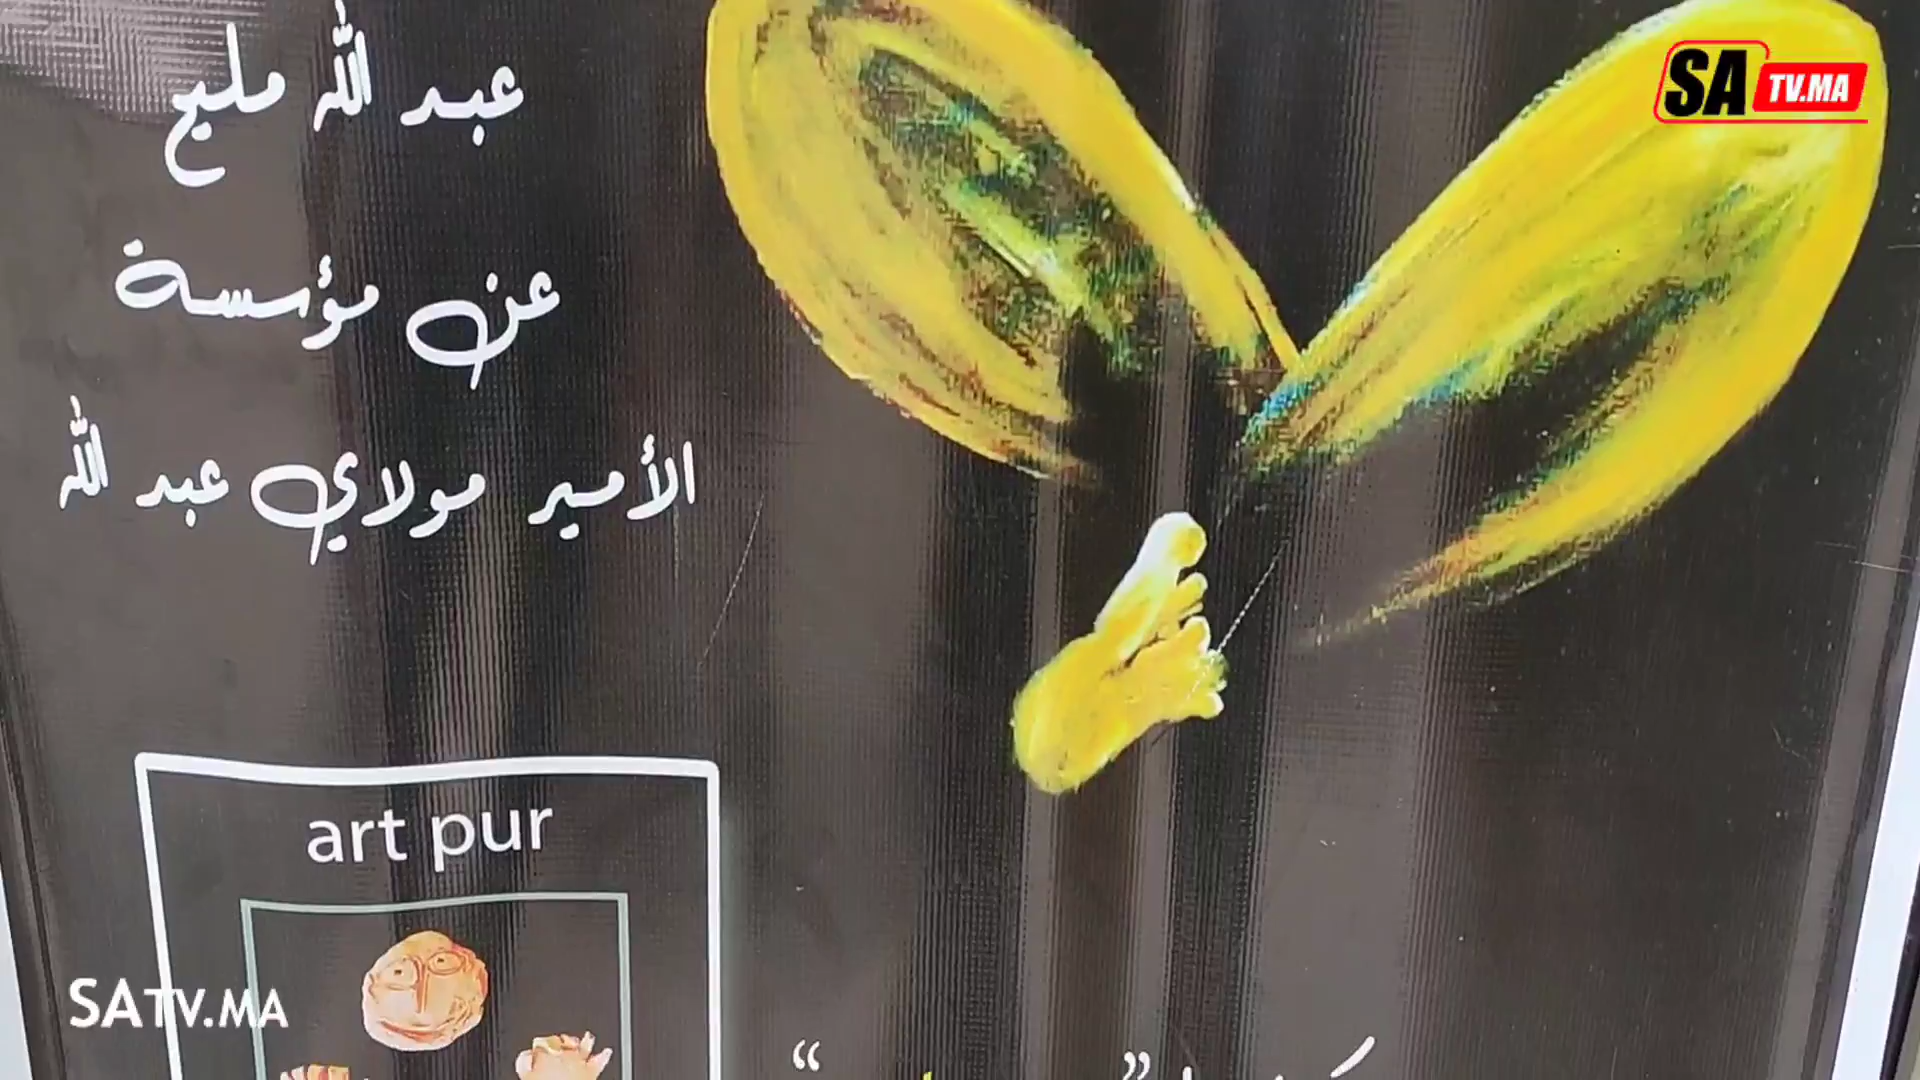 عبد الله مليح
عن مؤسسة
الأمير مولاي عبد الله
SA TV.MA
art pur
SATV.MA